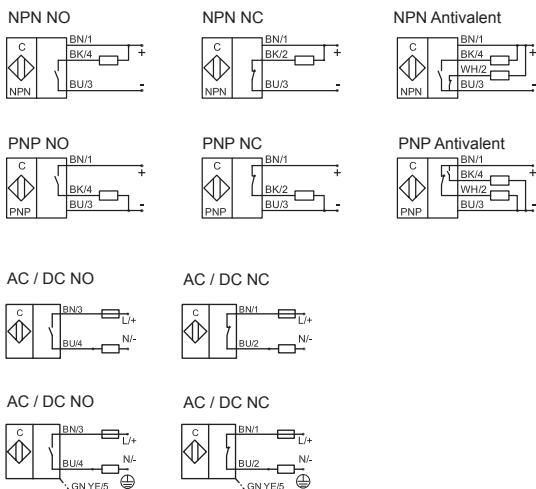 NPN NO
NPN NC
NPN Antivalent
C
BN/1
+
BK/4
BU/3
-
NPN
C
BN/1
+
BK/2
BU/3
-
NPN
C
BN/1
+
BK/4
WH/2
BU/3
-
NPN
PNP NO
PNP NC
PNP Antivalent
C
BN/1
+
BK/4
BU/3
-
PNP
C
BN/1
+
BK/2
BU/3
-
PNP
C
BN/1
+
BK/4
WH/2
BU/3
-
PNP
AC / DC NO
AC / DC NC
C
BN/3
L/+
N/-
BU/4
C
BN/1
L/+
N/-
BU/2
AC / DC NO
AC / DC NC
C
BN/3
L/+
N/-
BU/4
GN YE/5
C
BN/1
L/+
N/-
BU/2
GN YE/5